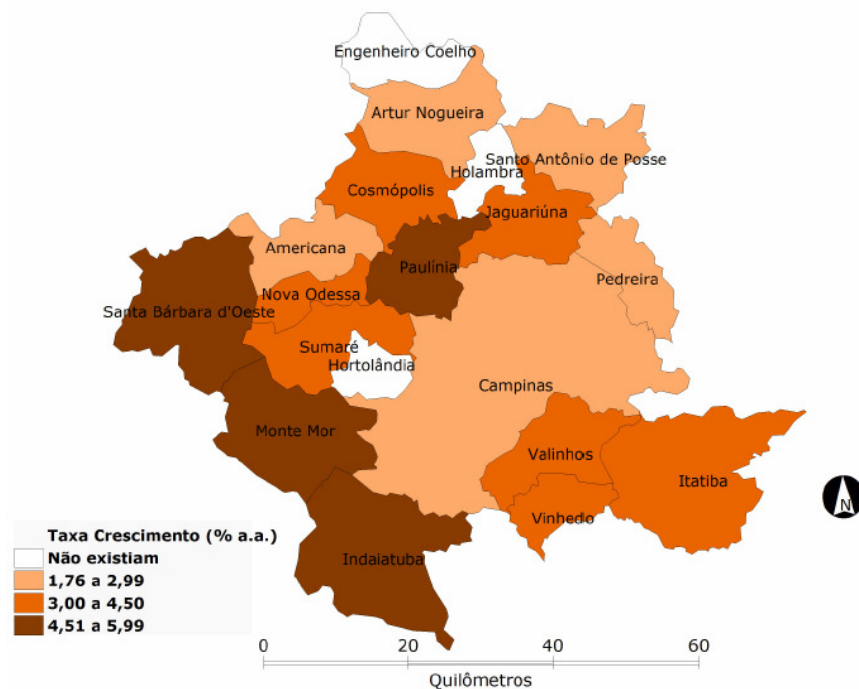 Engenheiro Coelho
Artur Nogueira
Santo Antônio de Posse
Holambra
Cosmópolis
Jaguariúna
Americana
Paulínia
Pedreira
Nova Odessa
Santa Bárbara d'Oeste
Sumaré
Hortolândia
Campinas
Monte Mor
Valinhos
Itatiba
Vinhedo
Indaiatuba
N
Taxa Crescimento (% a.a.)
Não existiam
1,76 a 2,99
3,00 a 4,50
4,51 a 5,99
0 20 40 60
Quilômetros